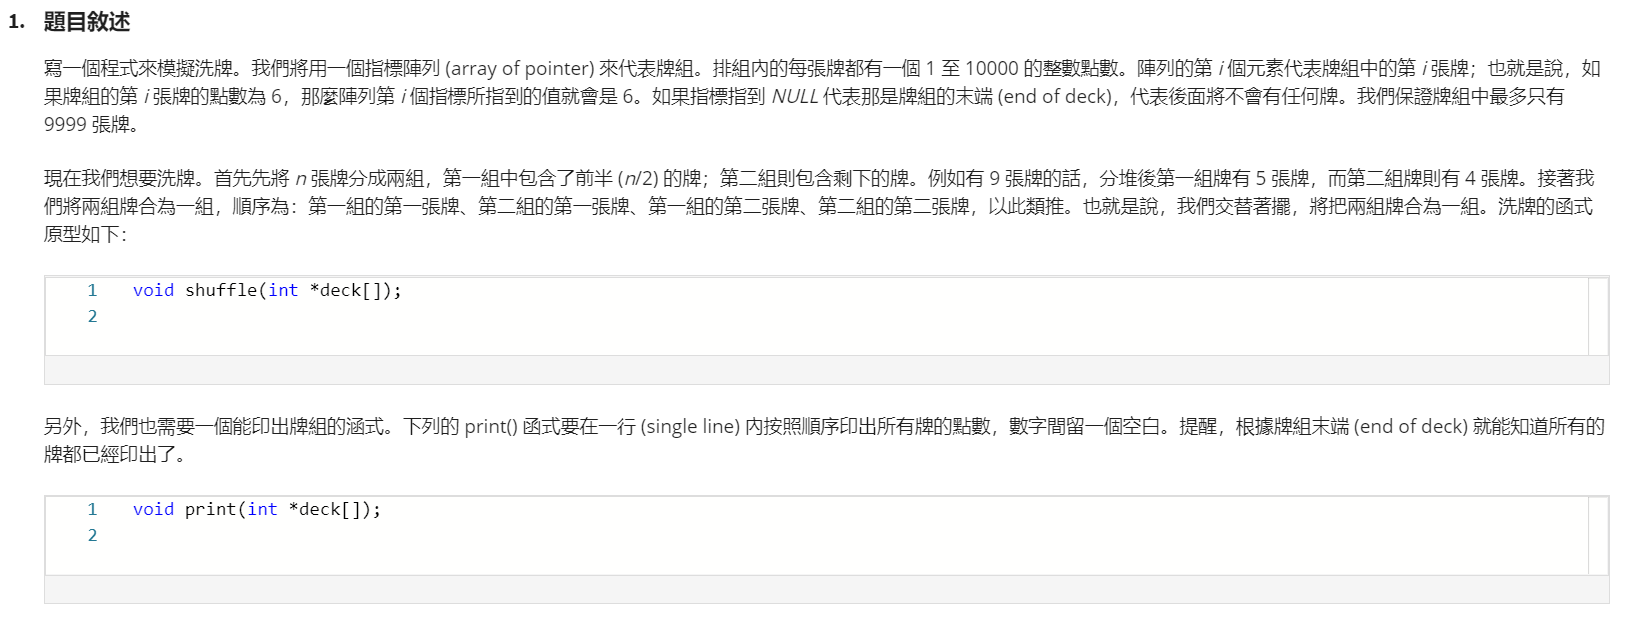 1. 題目敘述
寫一個程式來模擬洗牌。我們將用一個指標陣列 (array of pointer) 來代表牌組。排組內的每張牌都有一個 1 至 10000 的整數點數。陣列的第 i 個元素代表牌組中的第 i 張牌；也就是說，如
果牌組的第 i 張牌的點數為 6，那麼陣列第 i 個指標所指到的值就會是 6。如果指標指到 NULL 代表那是牌組的末端 (end of deck)，代表後面將不會有任何牌。我們保證牌組中最多只有
9999 張牌。
現在我們想要洗牌。首先先將 n 張牌分成兩組，第一組中包含了前半 (n/2) 的牌；第二組則包含剩下的牌。例如有 9 張牌的話，分堆後第一組牌有 5 張牌，而第二組牌則有 4 張牌。接著我
們將兩組牌合為一組，順序為：第一組的第一張牌、第二組的第一張牌、第一組的第二張牌、第二組的第二張牌，以此類推。也就是說，我們交替著擺，將把兩組牌合為一組。洗牌的函式
原型如下：
1 void shuffle(int *deck[]);
2
另外，我們也需要一個能印出牌組的涵式。下列的 print() 函式要在一行 (single line) 內按照順序印出所有牌的點數，數字間留一個空白。提醒，根據牌組末端 (end of deck) 就能知道所有的
牌都已經印出了。
1 void print(int *deck[]);
2